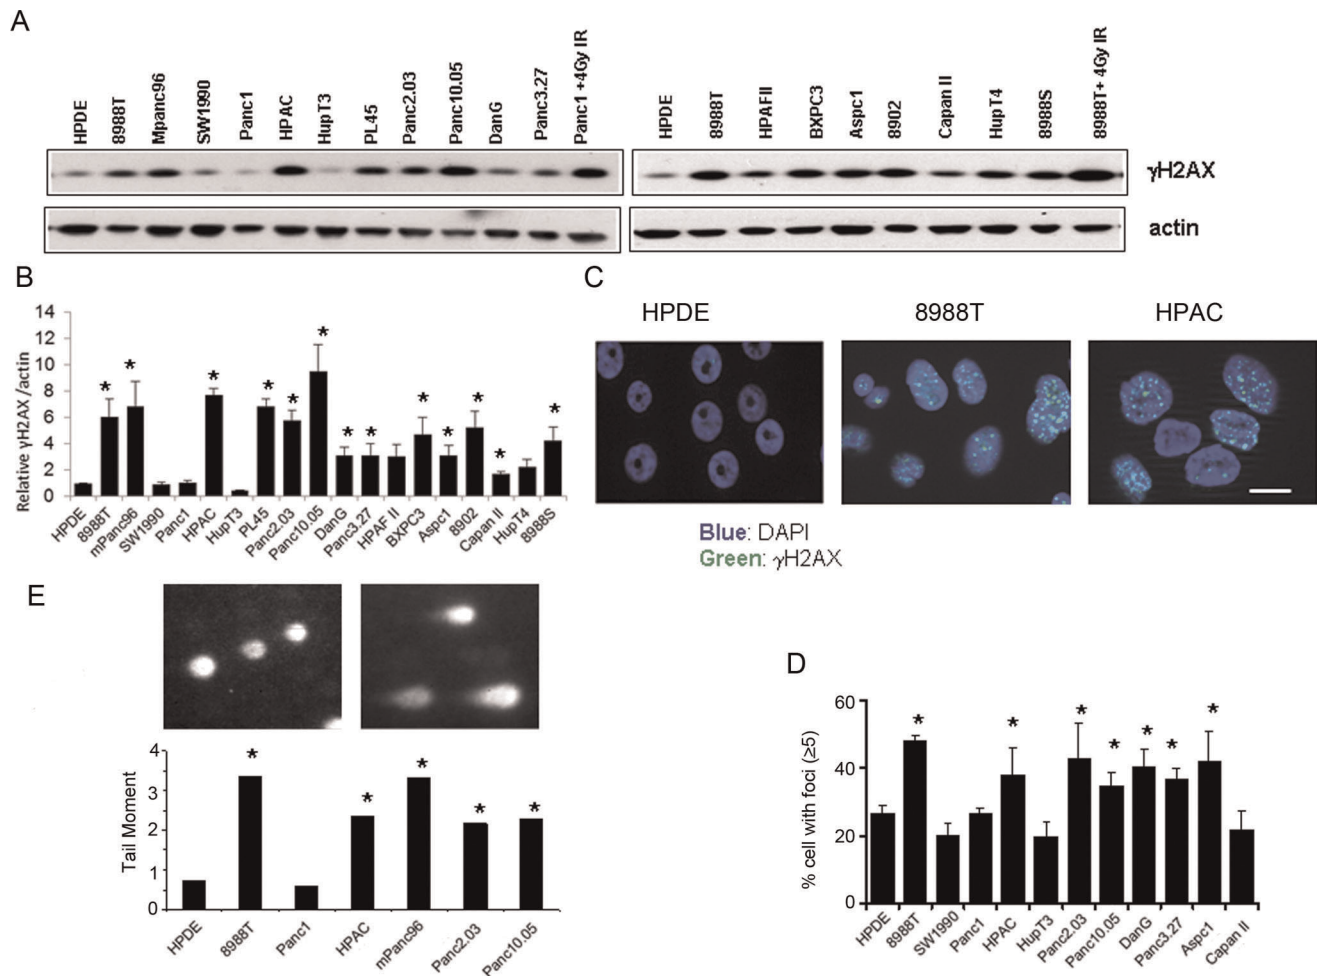 A
HPDE 8988T Mpanc96 SW1990 Panc1 HPAC HupT3 PL45 Panc2.03 Panc10.05 DanG Panc3.27 Panc1 +4Gy IR
HPDE 8988T HPAFII BXPC3 Aspc1 8902 Capan II HupT4 8988S 8988T+ 4Gy IR
γH2AX
actin
B
Relative γH2AX /actin
14
12
10
8
6
4
2
0
* * * * * * * * * * * * *
HPDE 8988T mPanc96 SW1990 Panc1 HPAC HupT3 PL45 Panc2.03 Panc10.05 DanG Panc3.27 HPAF II BXPC3 Aspc1 8902 Capan II HupT4 8988S
C
HPDE 8988T HPAC
Blue: DAPI
Green: γH2AX
E
Tail Moment
4
3
2
1
0
* * * * *
HPDE 8988T Panc1 HPAC mPanc96 Panc2.03 Panc10.05
D
% cell with foci (≥5)
60
40
20
0
* * * * * * *
HPDE 8988T SW1990 Panc1 HPAC HupT3 Panc2.03 Panc10.05 DanG Panc3.27 Aspc1 Capan II